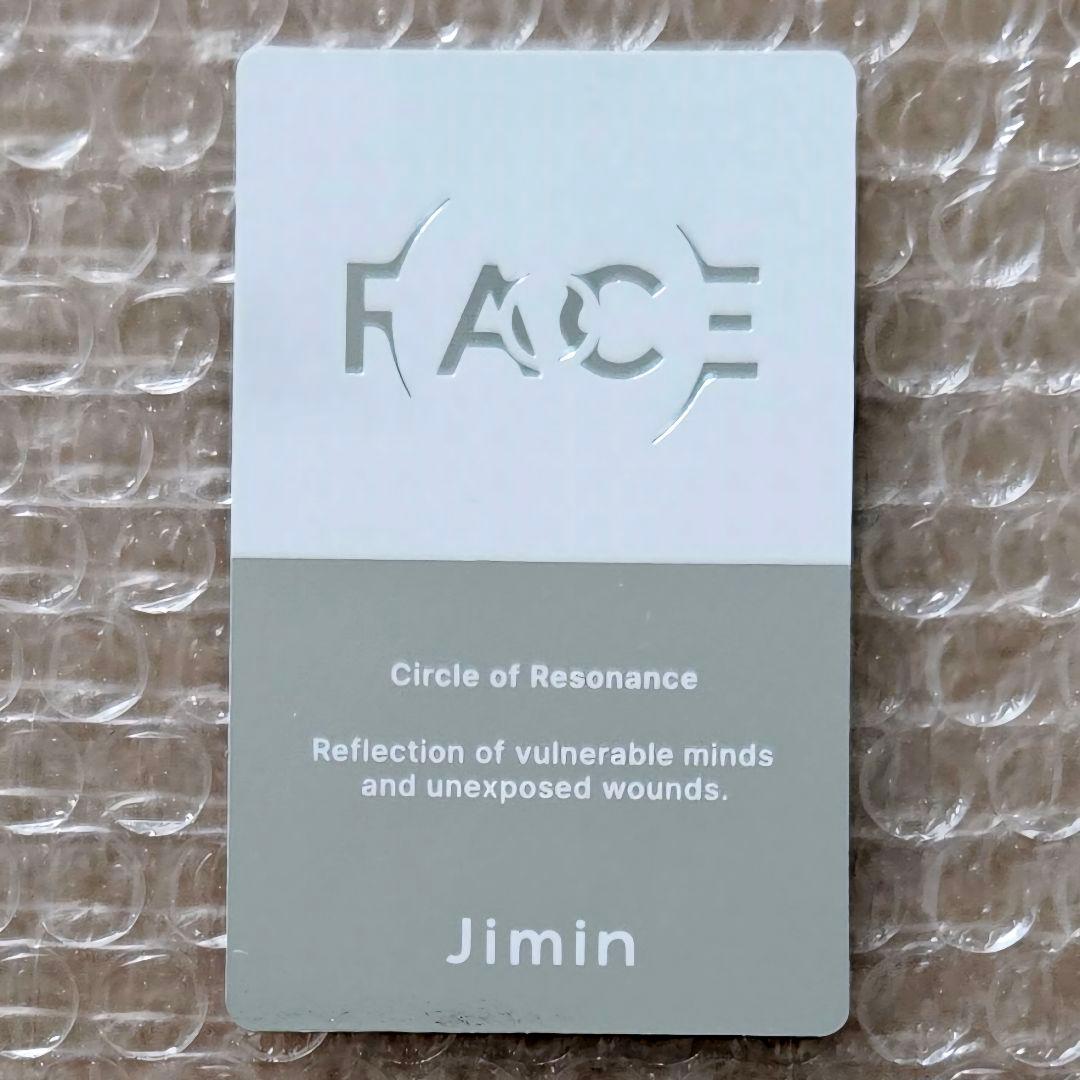 FACE
Circle of Resonance
Reflection of vulnerable minds
and unexposed wounds.
Jimin